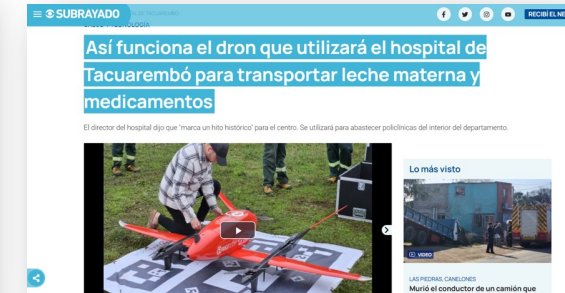 SUBRAYADO
RECIBÍ EL NE
Así funciona el dron que utilizará el hospital de
Tacuarembó para transportar leche materna y
medicamentos
El director del hospital dijo que "marca un hito histórico" para el centro. Se utilizará para abastecer policlínicas del interior del departamento.
Lo más visto
VIDEO
LAS PIEDRAS, CANELONES
Murió el conductor de un camión que